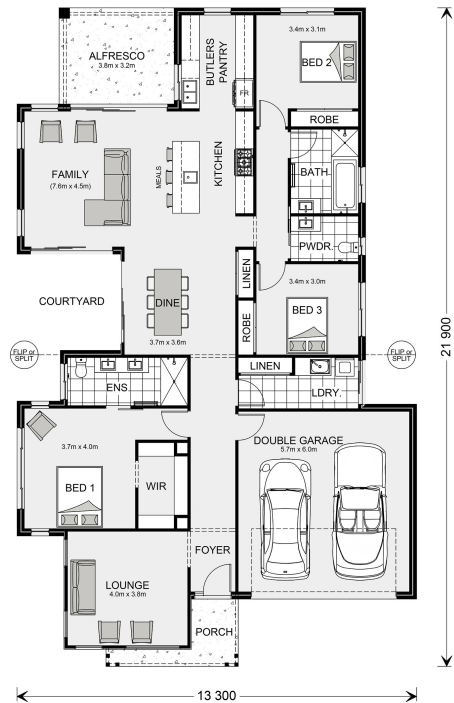 ALFRESCO
3.8m x 3.2m
BUTLERS
PANTRY
FR
3.4m x 3.1m
BED 2
ROBE
BATH
FAMILY
(7.6m x 4.5m)
MEALS
KITCHEN
PWDR.
LINEN
3.4m x 3.0m
BED 3
COURTYARD
DINE
3.7m x 3.6m
ROBE
FLIP or
SPLIT
FLIP or
SPLIT
21 900
ENS
LINEN
LDRY.
3.7m x 4.0m
BED 1
WIR
DOUBLE GARAGE
5.7m x 6.0m
FOYER
LOUNGE
4.0m x 3.8m
PORCH
13 300